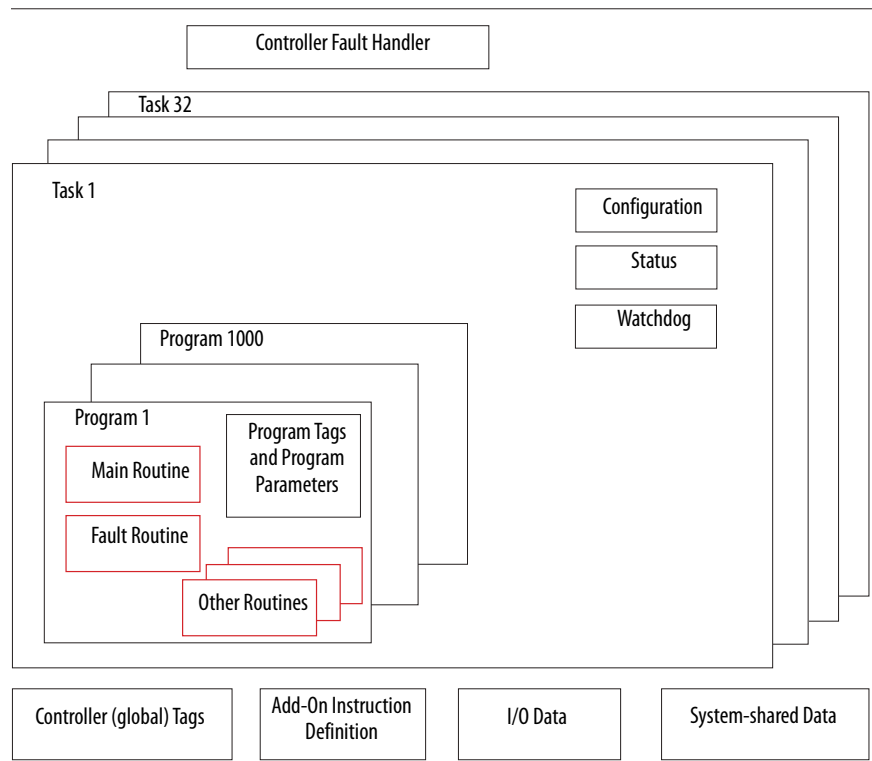 Controller Fault Handler
Task 32
Task 1
Configuration
Status
Watchdog
Program 1000
Program 1
Program Tags
and Program
Parameters
Main Routine
Fault Routine
Other Routines
Controller (global) Tags
Add-On Instruction
Definition
I/O Data
System-shared Data